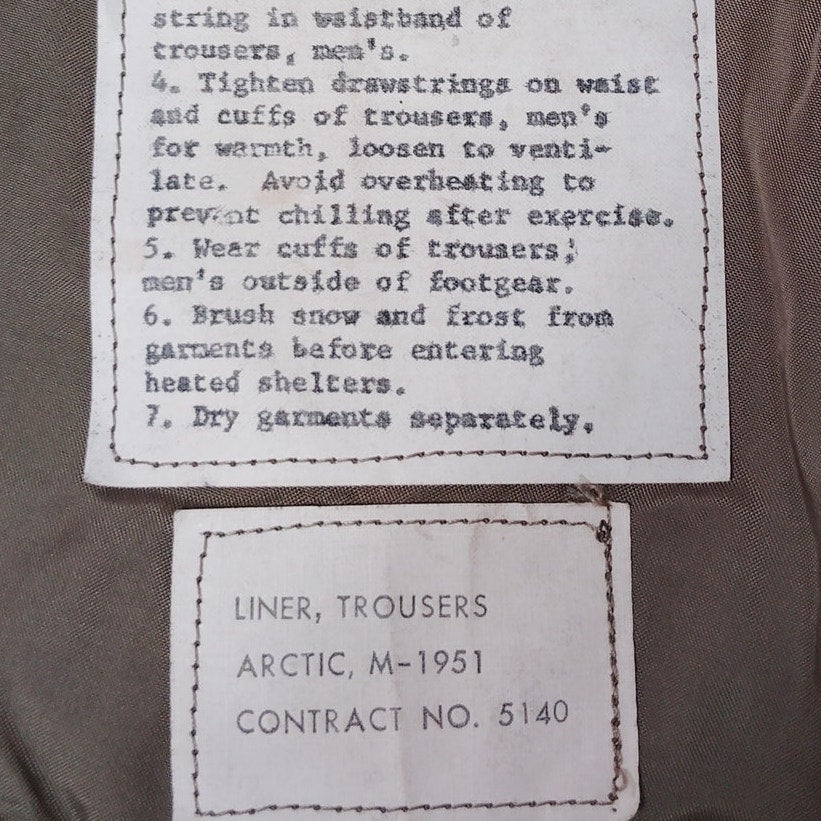 string in waistband of
trousers, men's.
4. Tighten drawstrings on waist
and cuffs of trousers, men's
for warmth, loosen to venti-
late. Avoid overheating to
prevent chilling after exercise.
5. Wear cuffs of trousers,
men's outside of footgear.
6. Brush snow and frost from
garments before entering
heated shelters.
7. Dry garments separately.
LINER, TROUSERS
ARCTIC, M-1951
CONTRACT NO. 5140